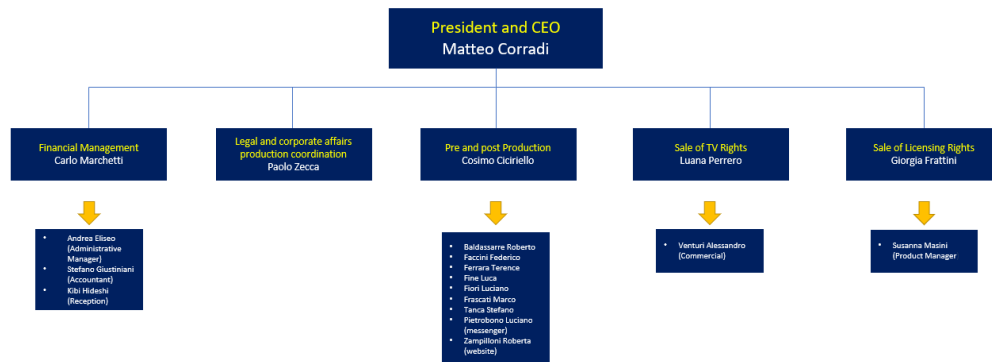 President and CEO
Matteo Corradi
Financial Management
Carlo Marchetti
Legal and corporate affairs
production coordination
Paolo Zecca
Pre and post Production
Cosimo Ciciriello
Sale of TV Rights
Luana Perrero
Sale of Licensing Rights
Giorgia Frattini
• Andrea Eliseo
(Administrative
Manager)
• Stefano Giustiniani
(Accountant)
• Kibi Hideshi
(Reception)
• Baldassarre Roberto
• Faccini Federico
• Ferrara Terence
• Fine Luca
• Fiori Luciano
• Frascati Marco
• Tanca Stefano
• Pietrobono Luciano
(messenger)
• Zampilloni Roberta
(website)
• Venturi Alessandro
(Commercial)
• Susanna Masini
(Product Manager